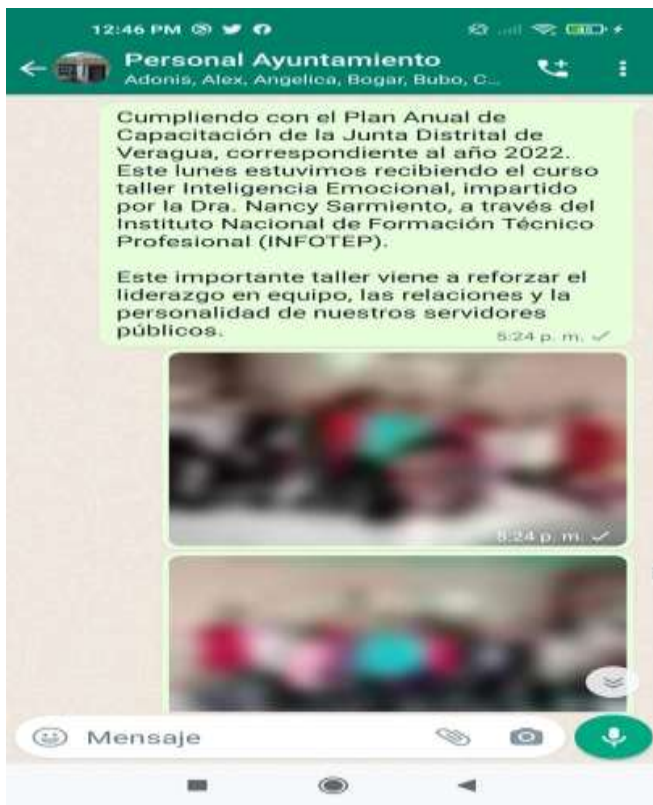 12:46 PM
Personal Ayuntamiento
Adonis, Alex, Angelica, Bogar, Bubo, C...
Cumpliendo con el Plan Anual de
Capacitación de la Junta Distrital de
Veragua, correspondiente al año 2022.
Este lunes estuvimos recibiendo el curso
taller Inteligencia Emocional, impartido
por la Dra. Nancy Sarmiento, a través del
Instituto Nacional de Formación Técnico
Profesional (INFOTEP).
Este importante taller viene a reforzar el
liderazgo en equipo, las relaciones y la
personalidad de nuestros servidores
públicos.
5:24 p. m.
5:24 p. m.
Mensaje